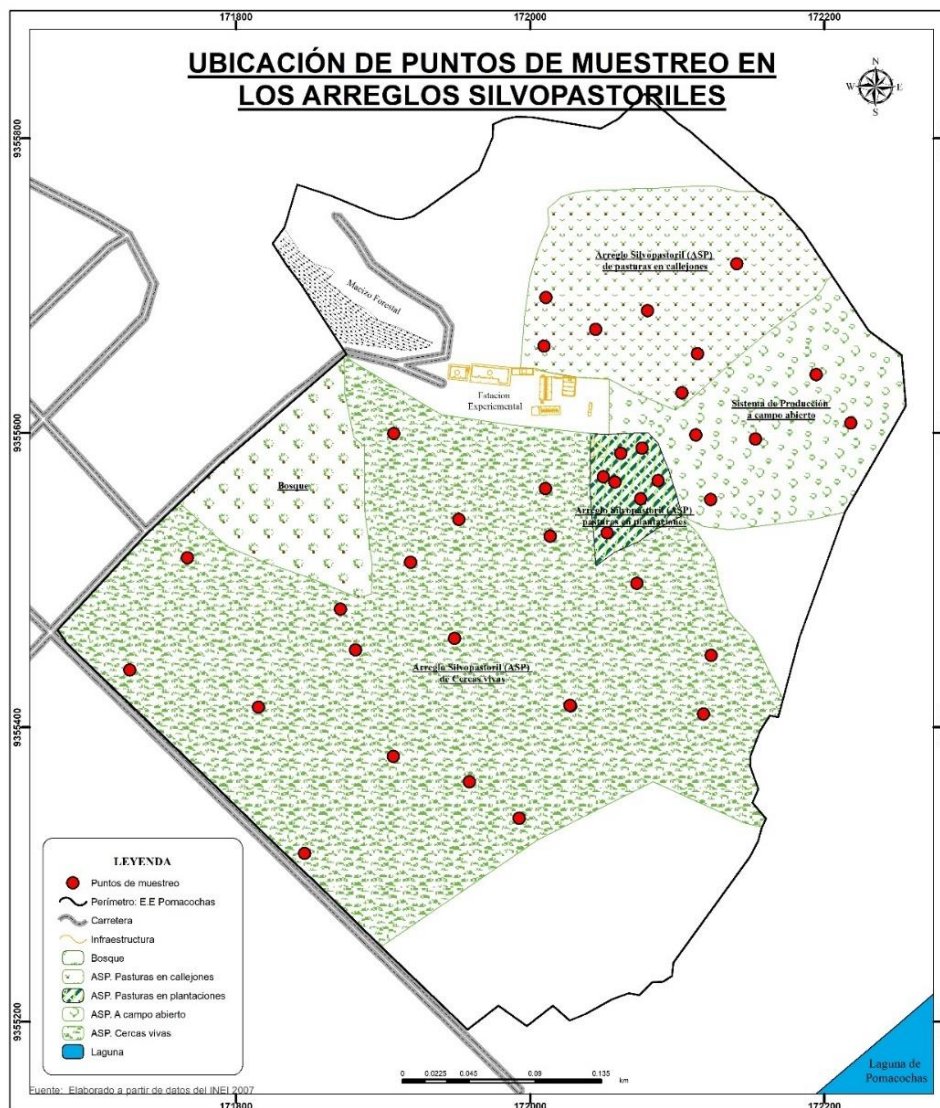 171800
172000
172200
UBICACIÓN DE PUNTOS DE MUESTREO EN
LOS ARREGLOS SILVOPASTORILES
N
W
E
S
9355800
Arreglo Silvopastoril (ASP)
de pasturas en callejones
Macizo Forestal
Estacion
Experiemental
Sistema de Producción
a campo abierto
9355600
Bosque
Arreglo Silvopastoril (ASP)
pasturas en plantaciones
Arreglo Silvopastoril (ASP)
de Cercas vivas
9355400
LEYENDA
Puntos de muestreo
Perímetro: E.E Pomacochas
Carretera
Infraestructura
Bosque
ASP. Pasturas en callejones
ASP. Pasturas en plantaciones
ASP. A campo abierto
ASP. Cercas vivas
Laguna
9355200
0 0.0225 0.045 0.09 0.135
km
Laguna de
Pomacochas
Fuente: Elaborado a partir de datos del INEI 2007
171800
172000
172200